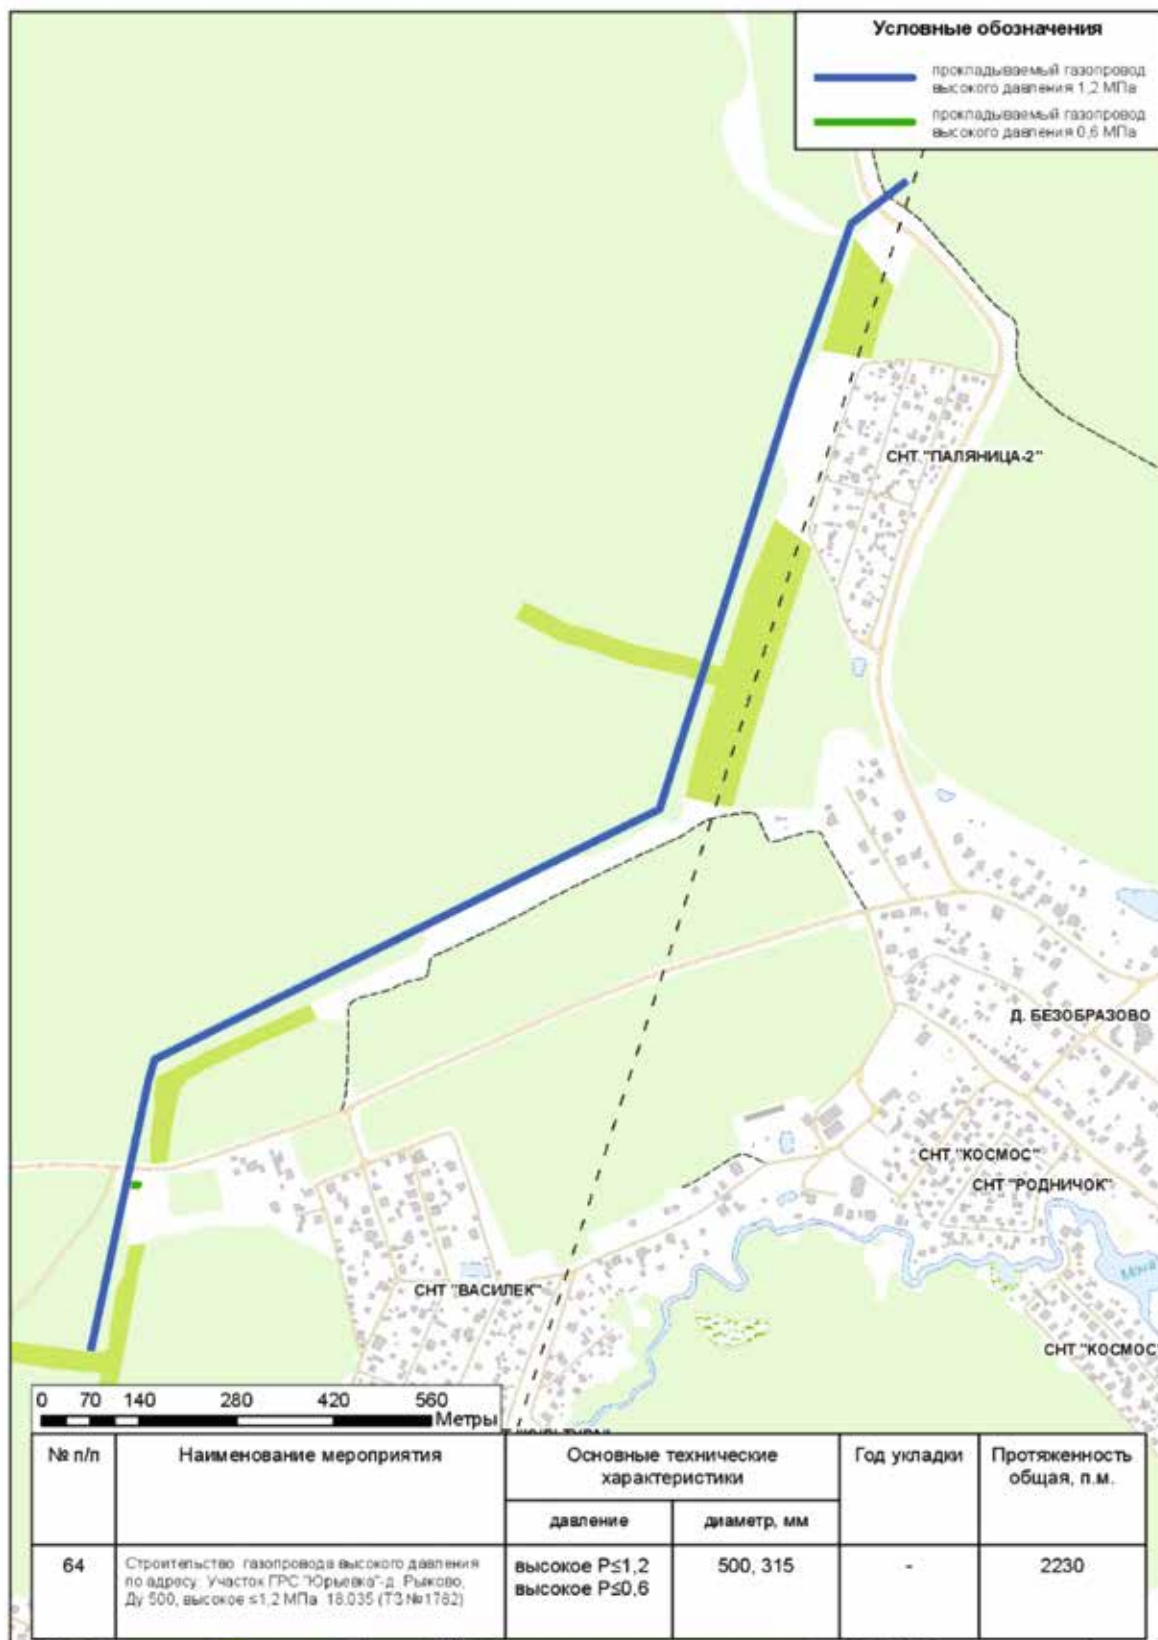 Условные обозначения
прокладываемый газопровод
высокого давления 1,2 МПа
прокладываемый газопровод
высокого давления 0,6 МПа
СНТ "ПАЛЯНИЦА-2"
Д. БЕЗОБРАЗОВО
СНТ "КОСМОС"
СНТ "РОДНИЧОК"
СНТ "ВАСИЛЕК"
СНТ "КОСМОС"
0 70 140 280 420 560
Метры
№ п/п
Наименование мероприятия
Основные технические
характеристики
Год укладки
Протяженность
общая, п.м.
давление
диаметр, мм
64
Строительство газопровода высокого давления
по адресу: Участок ГРС "Юрьевка"-д. Рыжово,
Ду 500, высокое ≤1,2 МПа 18.035 (ТЗ №1782)
высокое P≤1,2
высокое P≤0,6
500, 315
-
2230